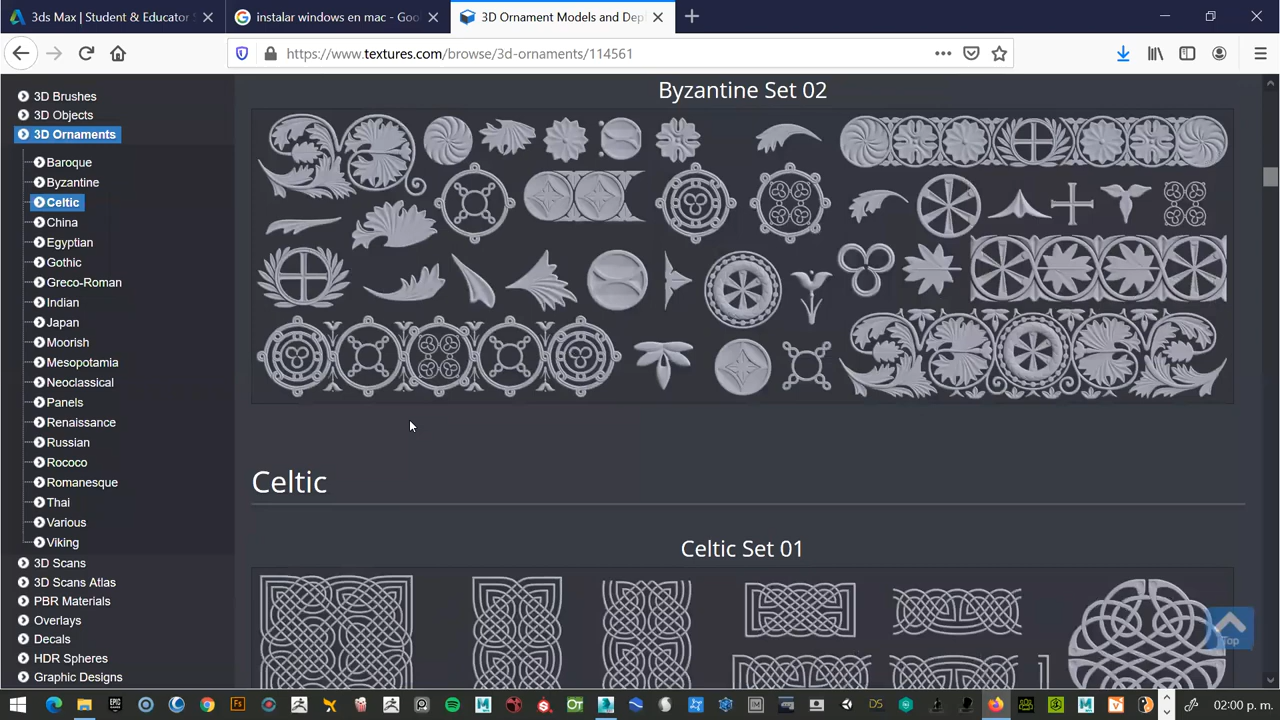 3ds Max | Student & Educator
instalar windows en mac - Goo
3D Ornament Models and Dep
https://www.textures.com/browse/3d-ornaments/114561
3D Brushes
3D Objects
3D Ornaments
Baroque
Byzantine
Celtic
China
Egyptian
Gothic
Greco-Roman
Indian
Japan
Moorish
Mesopotamia
Neoclassical
Panels
Renaissance
Russian
Rococo
Romanesque
Thai
Various
Viking
3D Scans
3D Scans Atlas
PBR Materials
Overlays
Decals
HDR Spheres
Graphic Designs
Byzantine Set 02
Celtic
Celtic Set 01
Top
02:00 p. m.